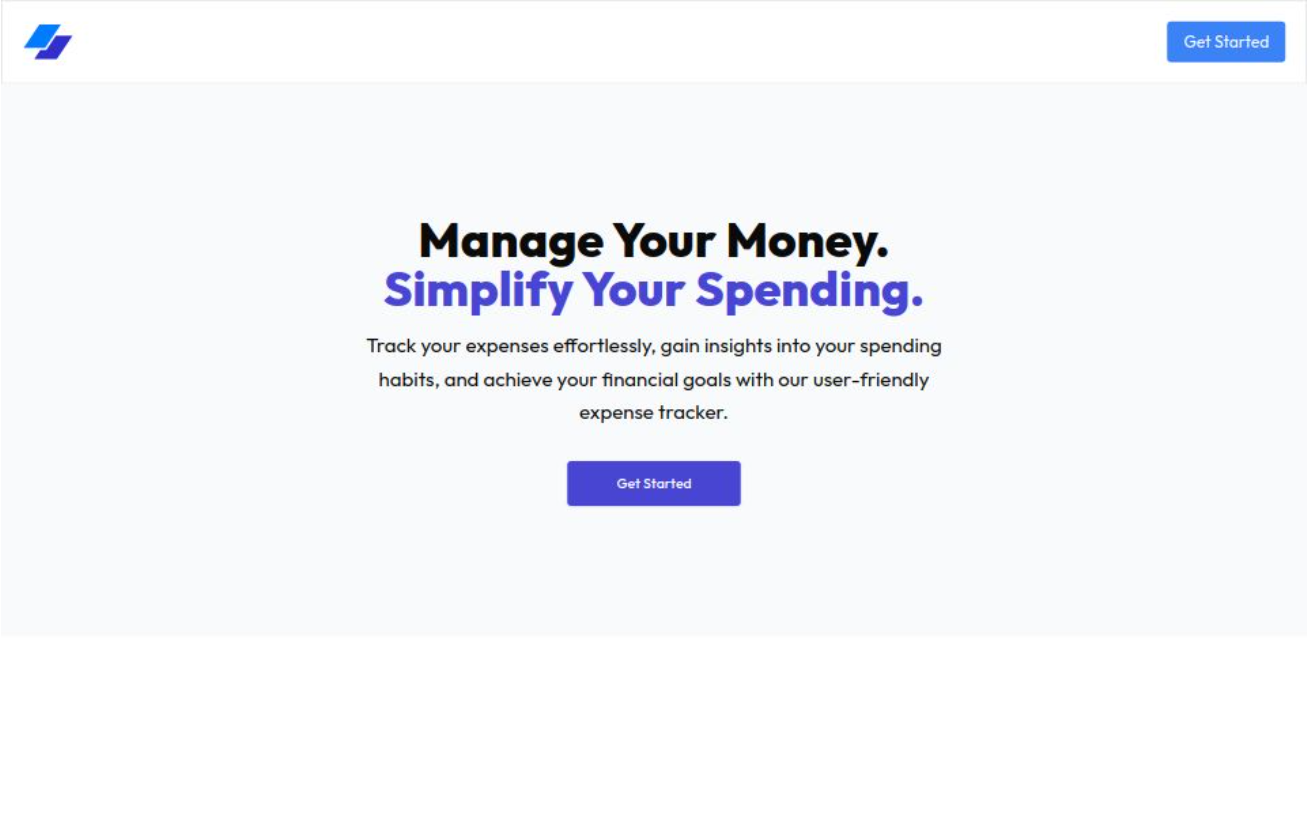 Get Started
Manage Your Money.
Simplify Your Spending.
Track your expenses effortlessly, gain insights into your spending
habits, and achieve your financial goals with our user-friendly
expense tracker.
Get Started